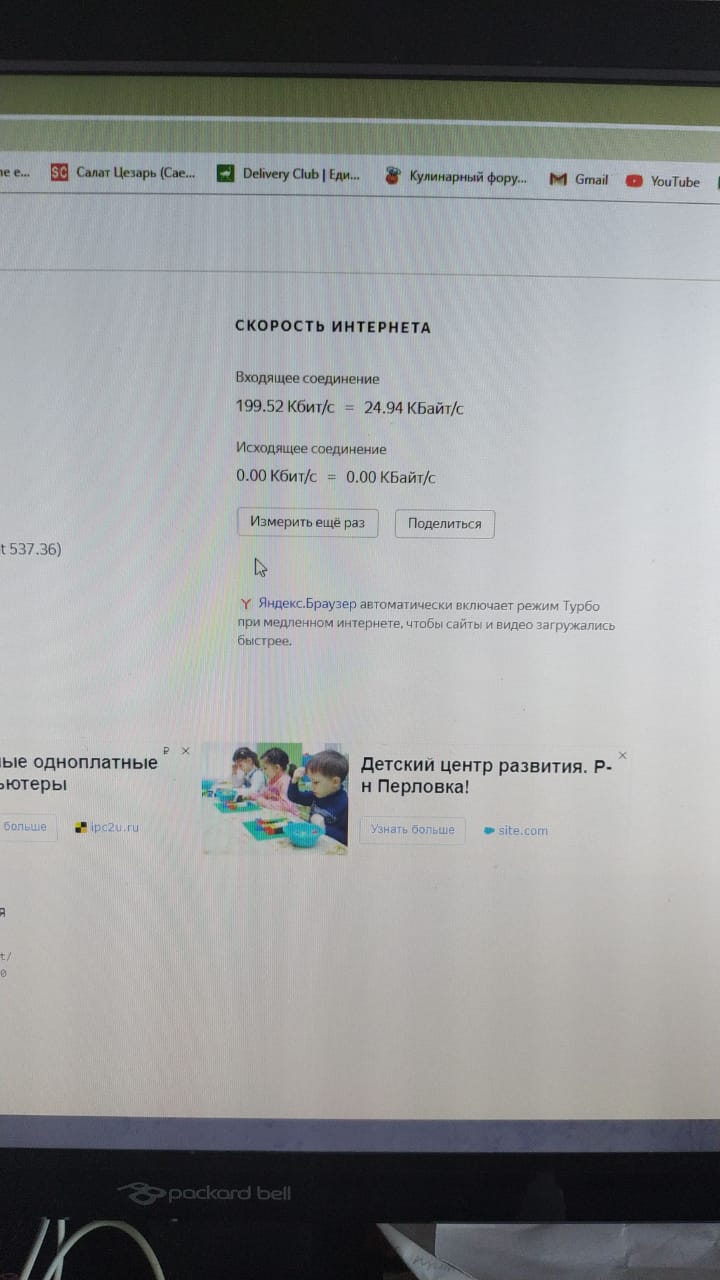 Салат Цезарь (Сае...
Delivery Club | Еди...
Кулинарный фору...
Gmail
YouTube
СКОРОСТЬ ИНТЕРНЕТА
Входящее соединение
199.52 Кбит/с = 24.94 КБайт/с
Исходящее соединение
0.00 Кбит/с = 0.00 КБайт/с
Измерить ещё раз
Поделиться
t 537.36)
Яндекс.Браузер автоматически включает режим Турбо
при медленном интернете, чтобы сайты и видео загружались
быстрее.
ые одноплатные
ьютеры
больше
ipc2u.ru
Детский центр развития. Р-
н Перловка!
Узнать больше
site.com
я
t/
0
packard bell